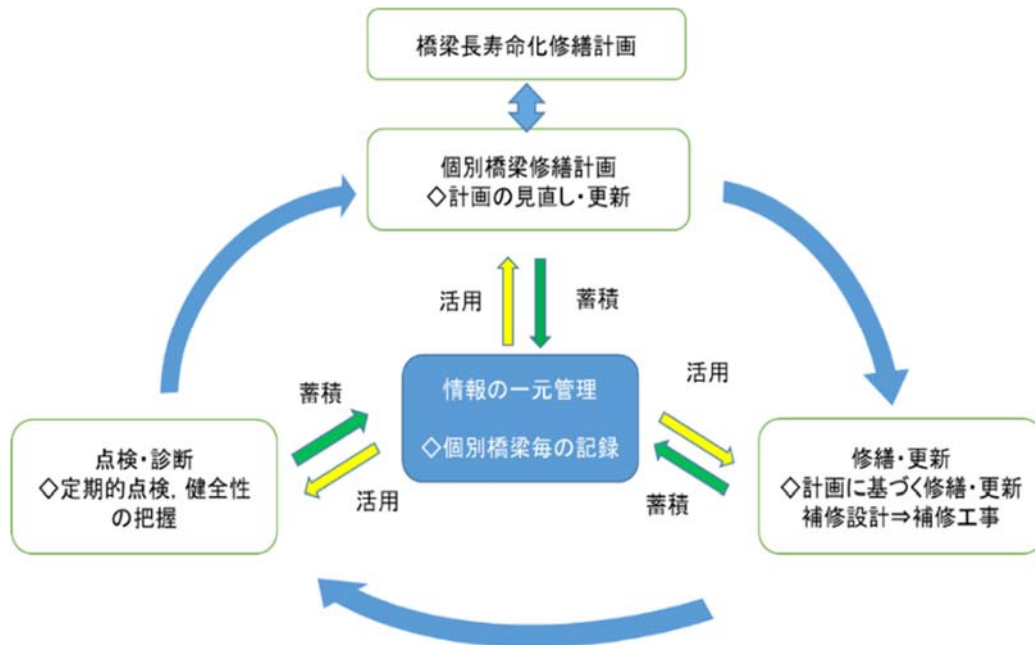 橋梁長寿命化修繕計画
個別橋梁修繕計画
◇計画の見直し・更新
活用
蓄積
情報の一元管理
◇個別橋梁毎の記録
蓄積
活用
活用
蓄積
点検・診断
◇定期的点検，健全性
の把握
修繕・更新
◇計画に基づく修繕・更新
補修設計⇒補修工事